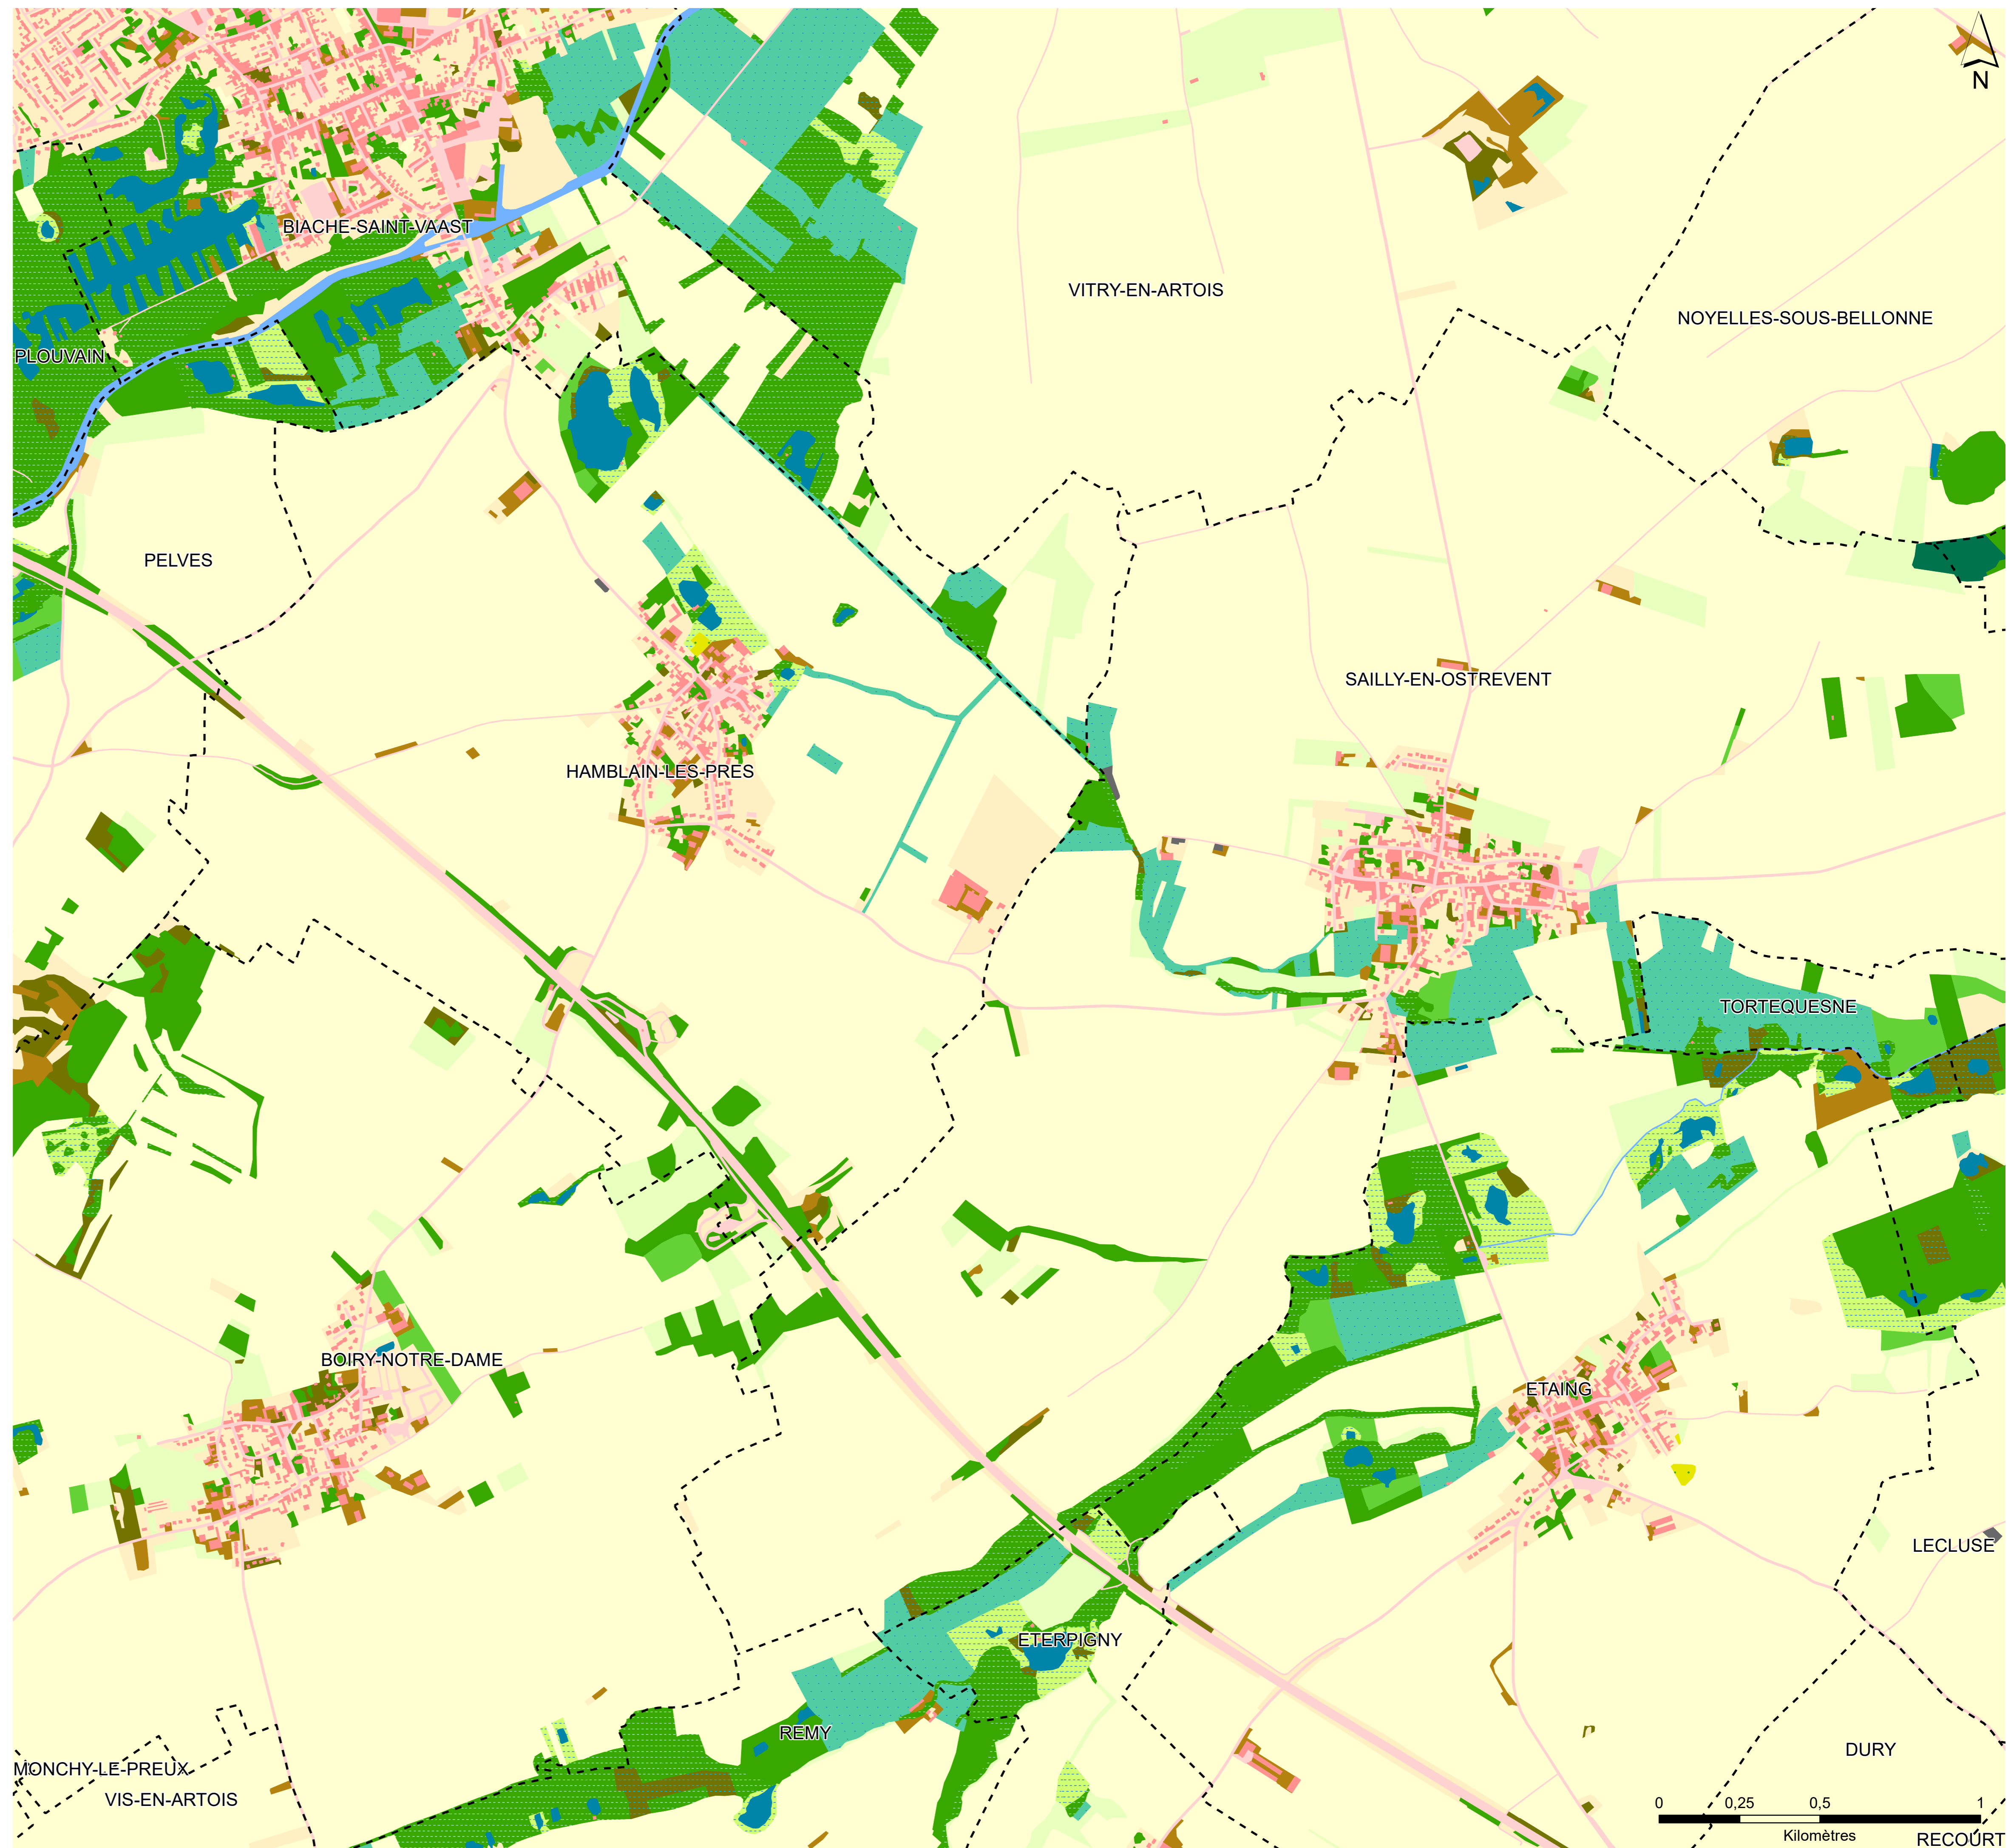 N
BIACHE-SAINT-VAAST
VITRY-EN-ARTOIS
NOYELLES-SOUS-BELLONNE
PLOUVAIN
PELVES
SAILLY-EN-OSTREVENT
HAMBLAIN-LES-PRES
TORTEQUESNE
BOIRY-NOTRE-DAME
ETAING
LECLUSE
ETERPIGNY
REMY
DURY
MONCHY-LE-PREUX
VIS-EN-ARTOIS
0 0,25 0,5 1
Kilomètres
RECOURT